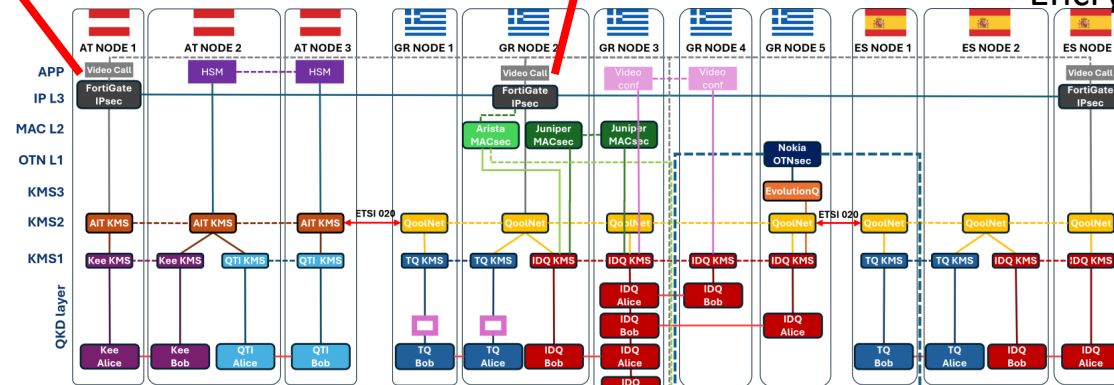 Encry
AT NODE 1 AT NODE 2 AT NODE 3 GR NODE 1 GR NODE 2 GR NODE 3 GR NODE 4 GR NODE 5 ES NODE 1 ES NODE 2 ES NODE
APP Video Call HSM HSM Video Call Video conf Video conf Video Call
IP L3 FortiGate IPsec FortiGate IPsec FortiGate IPsec
MAC L2 Arista MACsec Juniper MACsec Juniper MACsec
OTN L1 Nokia OTNsec
KMS3 EvolutionQ
KMS2 AIT KMS AIT KMS AIT KMS ETSI 020 QoolNet QoolNet QoolNet QoolNet ETSI 020 QoolNet QoolNet QoolNet
KMS1 Kee KMS Kee KMS QTI KMS QTI KMS TQ KMS TQ KMS IDQ KMS IDQ KMS IDQ KMS IDQ KMS TQ KMS TQ KMS IDQ KMS IDQ KMS
QKD layer
IDQ Alice IDQ Bob
IDQ Bob IDQ Alice
Kee Alice Kee Bob QTI Alice QTI Bob TQ Bob TQ Alice IDQ Bob IDQ Alice TQ Bob TQ Alice IDQ Bob IDQ Alice
IDQ